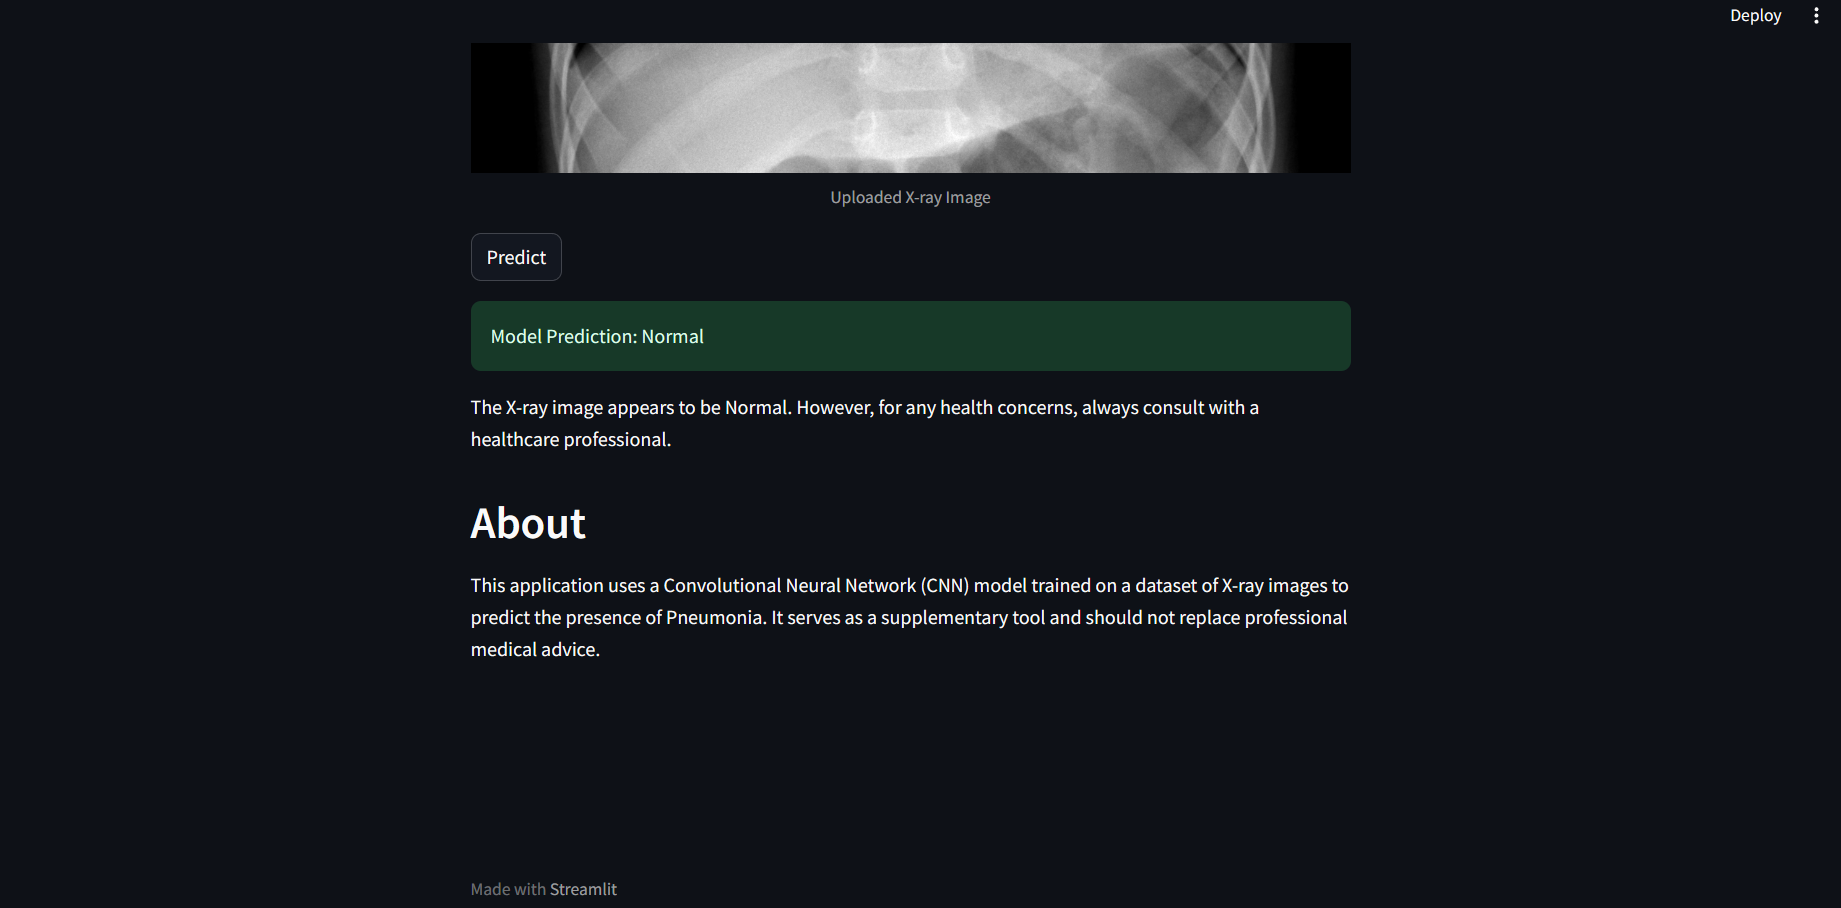 Deploy
Uploaded X-ray Image
Predict
Model Prediction: Normal
The X-ray image appears to be Normal. However, for any health concerns, always consult with a
healthcare professional.
About
This application uses a Convolutional Neural Network (CNN) model trained on a dataset of X-ray images to
predict the presence of Pneumonia. It serves as a supplementary tool and should not replace professional
medical advice.
Made with Streamlit